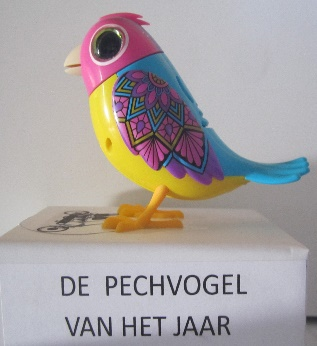 DE PECHVOGEL
VAN HET JAAR